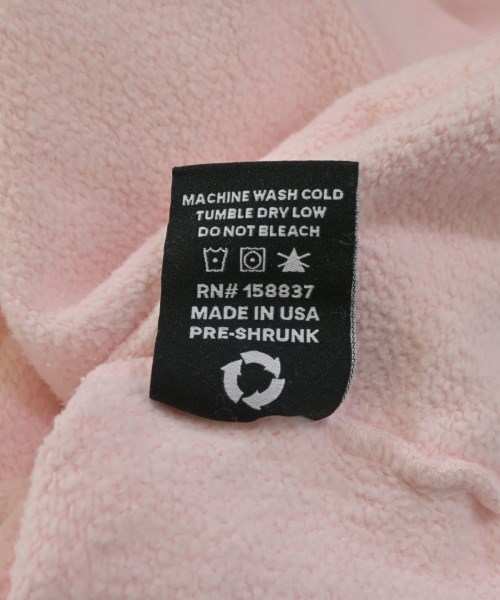 MACHINE WASH COLD
TUMBLE DRY LOW
DO NOT BLEACH
RN# 158837
MADE IN USA
PRE-SHRUNK